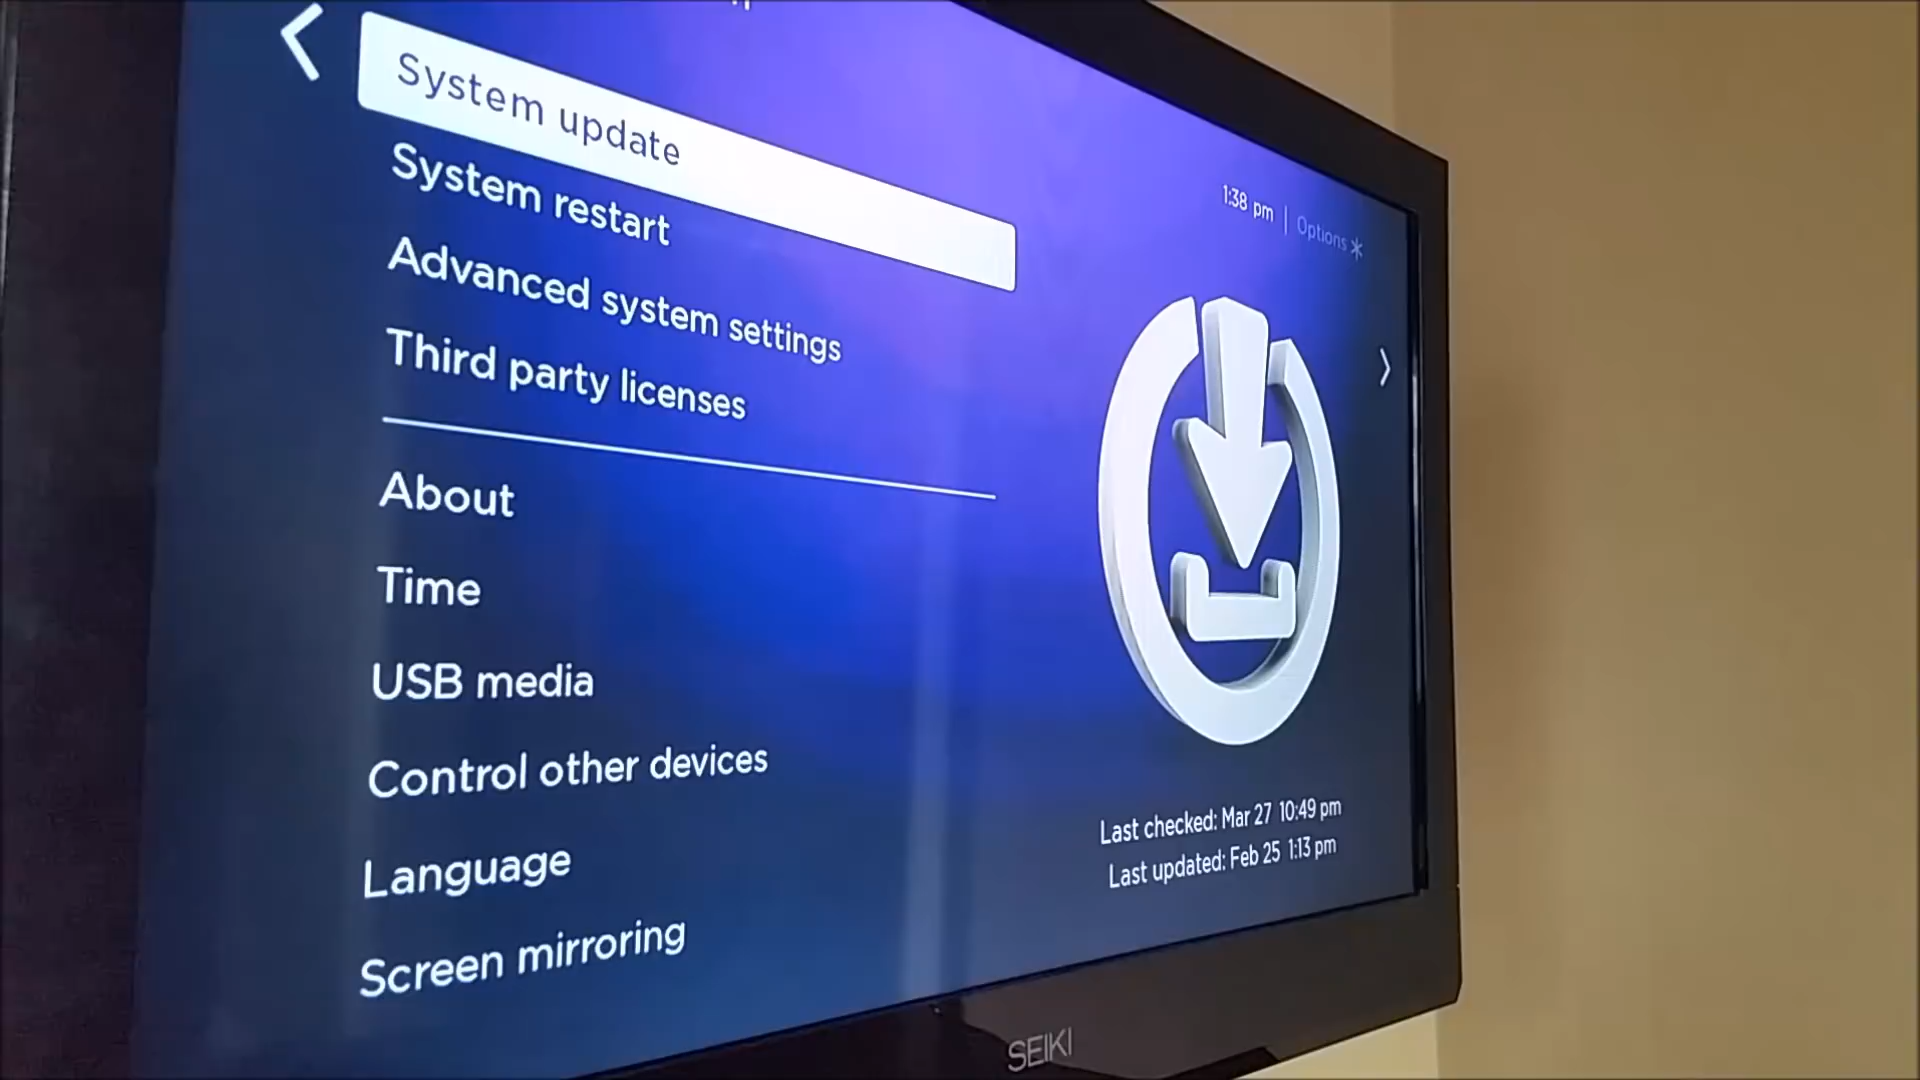 System update
System restart
Advanced system settings
Third party licenses
About
Time
USB media
Control other devices
Language
Screen mirroring
1:38 pm | Options *
Last checked: Mar 27 10:49 pm
Last updated: Feb 25 1:13 pm
SEIKI